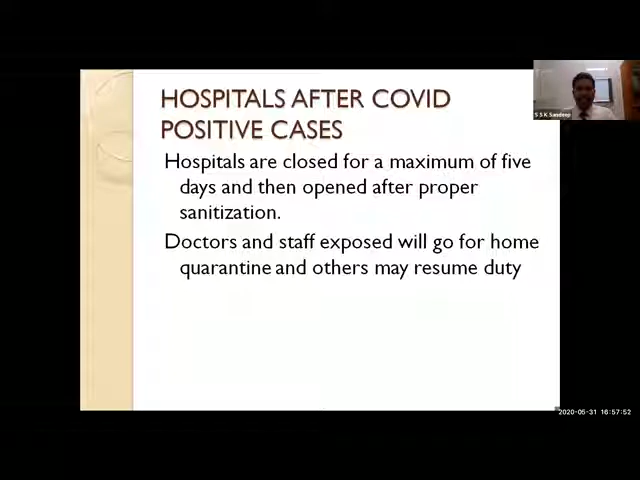 HOSPITALS AFTER COVID
POSITIVE CASES
Hospitals are closed for a maximum of five
days and then opened after proper
sanitization.
Doctors and staff exposed will go for home
quarantine and others may resume duty
S S.K Sandeep
2020-05-31 16:57:52